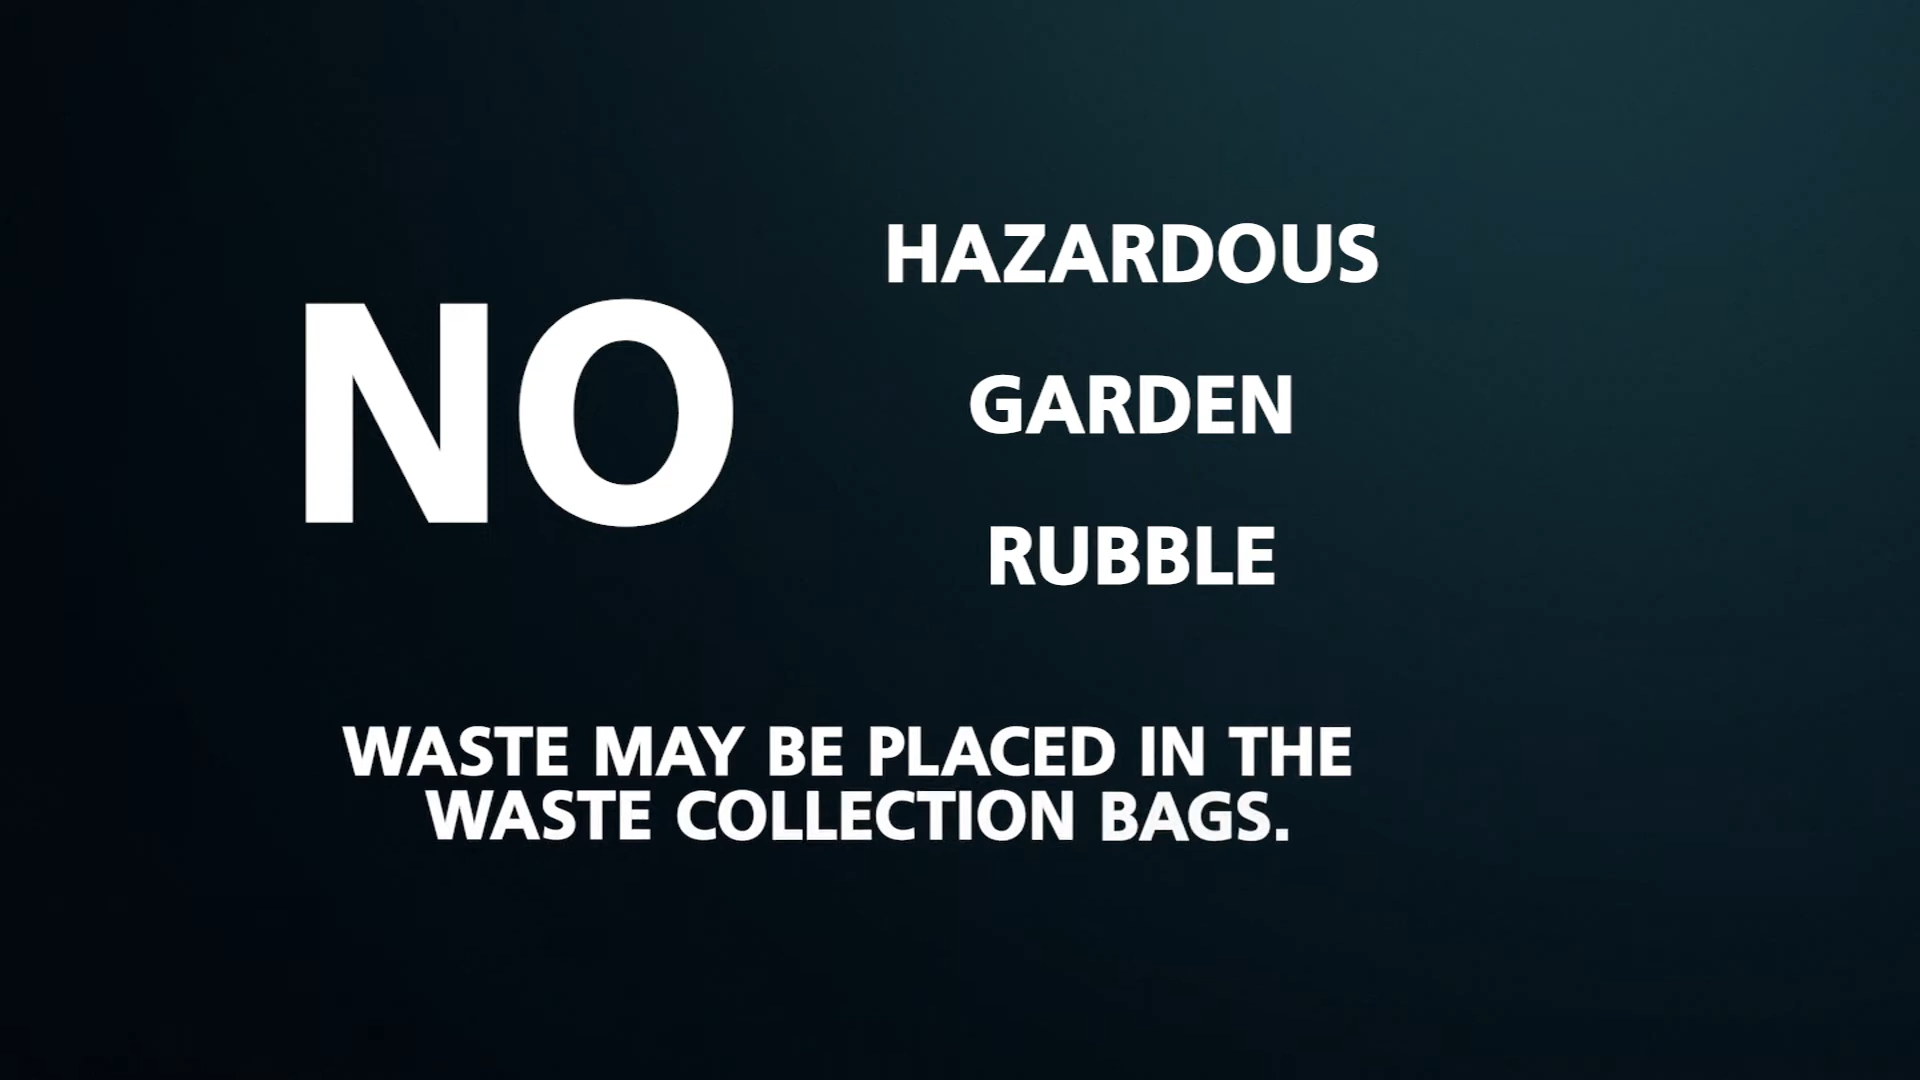 NO
HAZARDOUS
GARDEN
RUBBLE
WASTE MAY BE PLACED IN THE
WASTE COLLECTION BAGS.